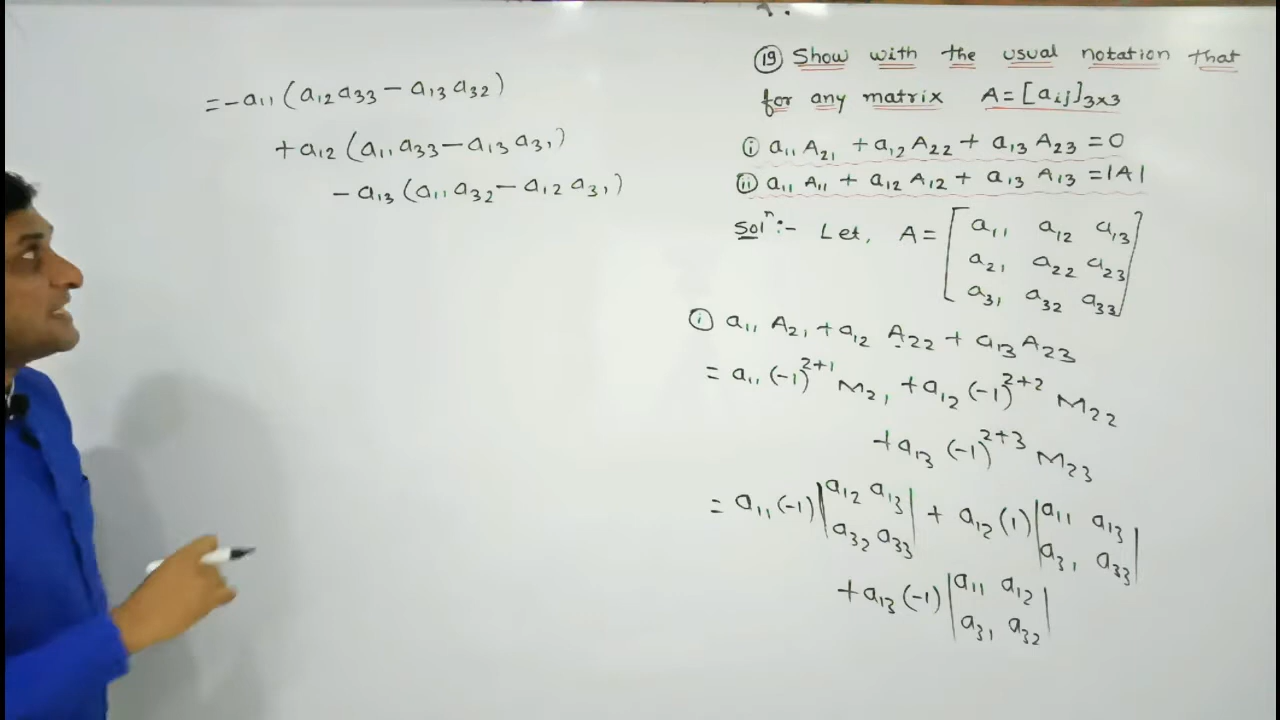 = -a₁₁ (a₁₂ a₃₃ - a₁₃ a₃₂)
+ a₁₂ (a₁₁ a₃₃ - a₁₃ a₃₁)
- a₁₃ (a₁₁ a₃₂ - a₁₂ a₃₁)
(19) Show with the usual notation that
for any matrix A = [aij]₃ₓ₃
(i) a₁₁ A₂₁ + a₁₂ A₂₂ + a₁₃ A₂₃ = 0
(ii) a₁₁ A₁₁ + a₁₂ A₁₂ + a₁₃ A₁₃ = |A|
Solⁿ :- Let, A = [a₁₁ a₁₂ a₁₃
a₂₁ a₂₂ a₂₃
a₃₁ a₃₂ a₃₃]
(i) a₁₁ A₂₁ + a₁₂ A₂₂ + a₁₃ A₂₃
= a₁₁ (-1)²⁺¹ M₂₁ + a₁₂ (-1)²⁺² M₂₂
+ a₁₃ (-1)²⁺³ M₂₃
= a₁₁ (-1) |a₁₂ a₁₃| + a₁₂ (1) |a₁₁ a₁₃|
|a₃₂ a₃₃| |a₃₁ a₃₃|
+ a₁₃ (-1) |a₁₁ a₁₂|
|a₃₁ a₃₂|